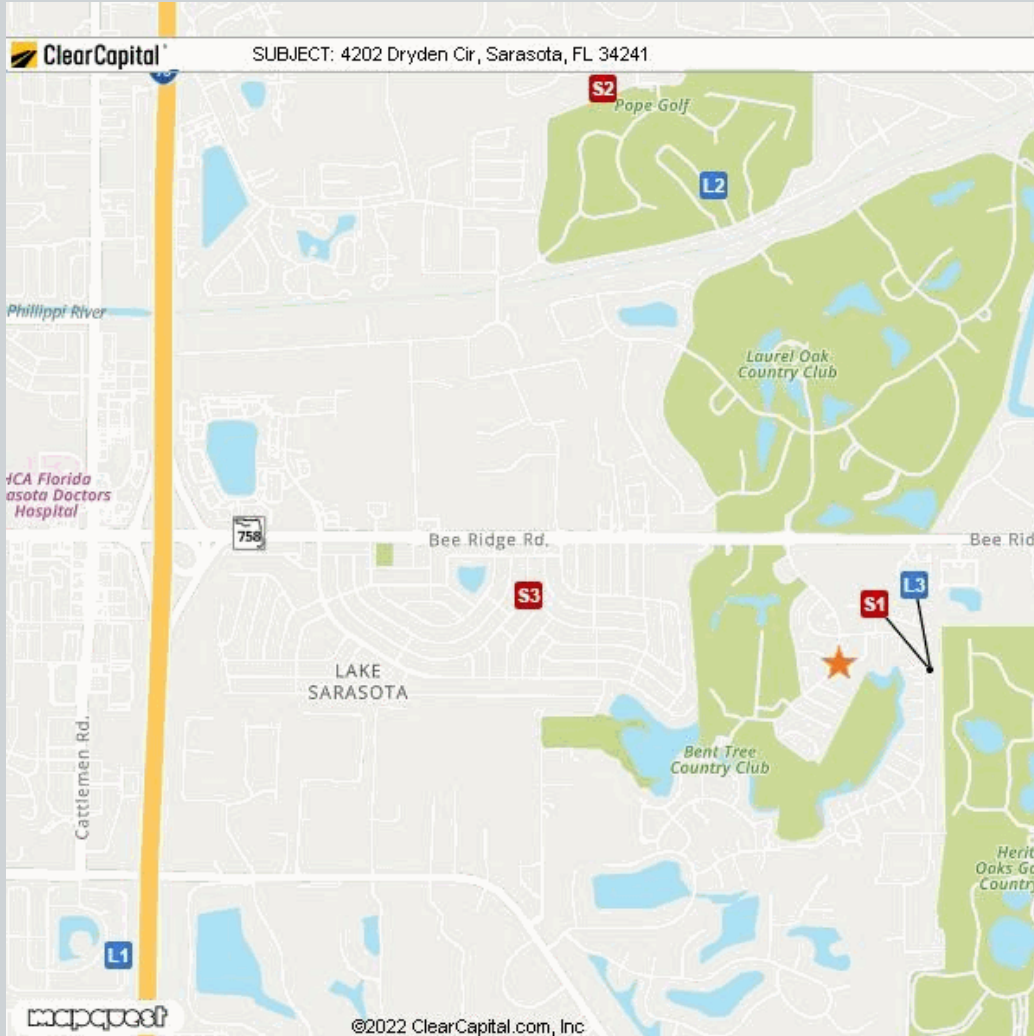 ClearCapital
SUBJECT: 4202 Dryden Cir, Sarasota, FL 34241
S2
Pope Golf
L2
Phillippi River
Laurel Oak
Country Club
HCA Florida
asota Doctors
Hospital
758
Bee Ridge Rd.
Bee Rid
S3
L3
S1
LAKE
SARASOTA
Cattlemen Rd.
Bent Tree
Country Club
Herit
Oaks Go
Country
L1
mapquest
©2022 ClearCapital.com, Inc